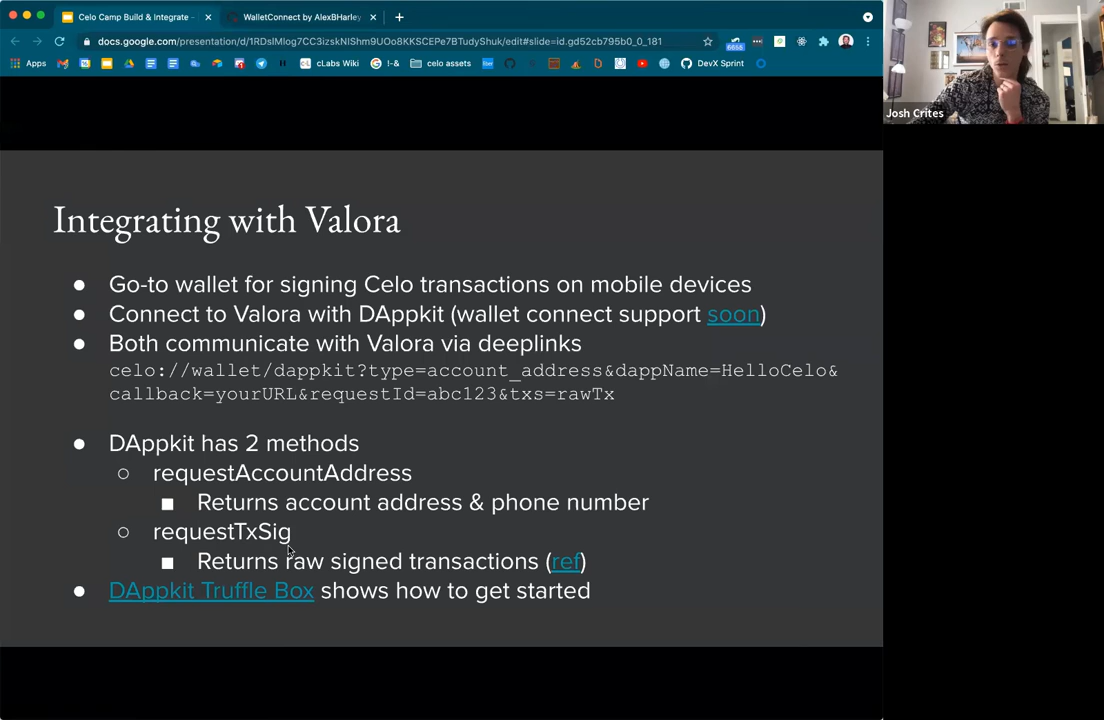 Celo Camp Build & Integrate -
WalletConnect by AlexBHarley
docs.google.com/presentation/d/1RDsIMlog7CC3izskNIShm9UOo8KKSCEPe7BTudyShuk/edit#slide=id.gd52cb795b0_0_181
Apps
cLabs Wiki
!-&
celo assets
DevX Sprint
Josh Crites
Integrating with Valora
● Go-to wallet for signing Celo transactions on mobile devices
● Connect to Valora with DAppkit (wallet connect support soon)
● Both communicate with Valora via deeplinks
celo://wallet/dappkit?type=account_address&dappName=HelloCelo&
callback=yourURL&requestId=abc123&txs=rawTx
● DAppkit has 2 methods
○ requestAccountAddress
■ Returns account address & phone number
○ requestTxSig
■ Returns raw signed transactions (ref)
● DAppkit Truffle Box shows how to get started